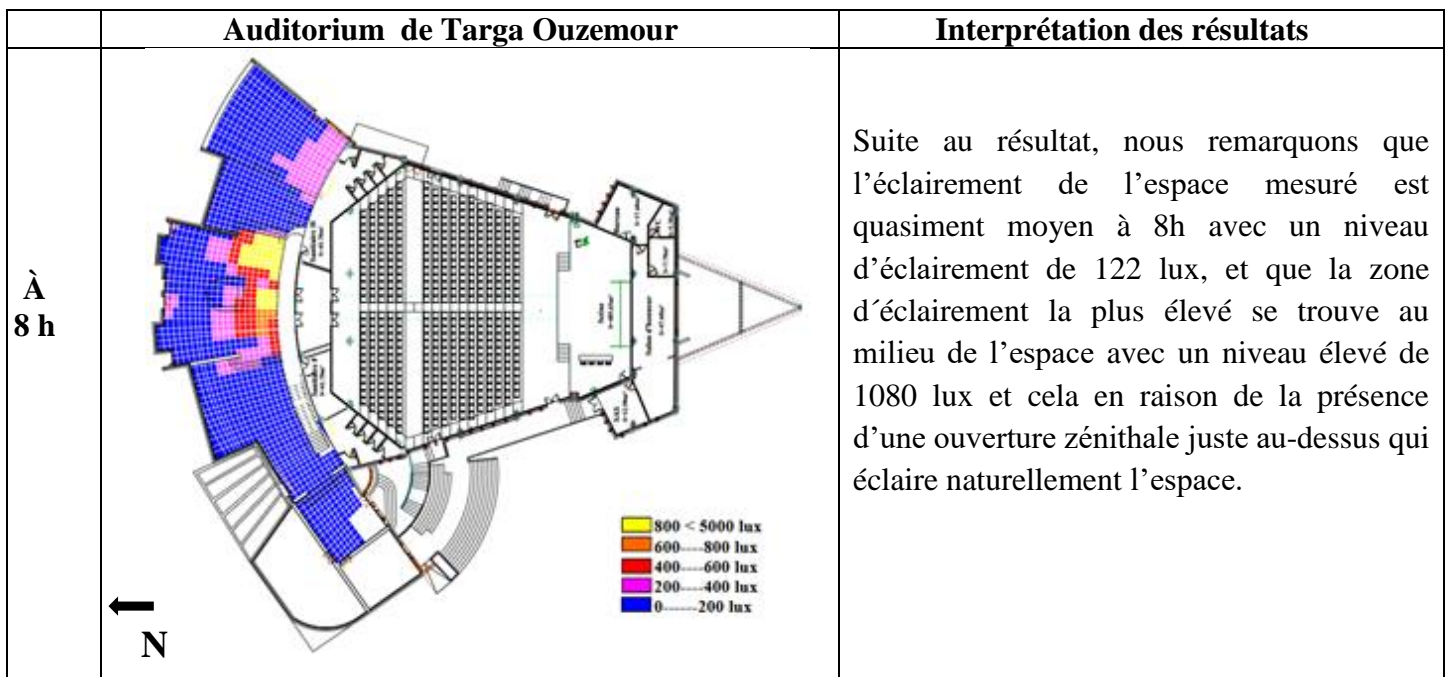 Auditorium de Targa Ouzemour
Interprétation des résultats
À
8 h
800 < 5000 lux
600----800 lux
400----600 lux
200----400 lux
0-------200 lux
N
Suite au résultat, nous remarquons que
l’éclairement de l’espace mesuré est
quasiment moyen à 8h avec un niveau
d’éclairement de 122 lux, et que la zone
d´éclairement la plus élevé se trouve au
milieu de l’espace avec un niveau élevé de
1080 lux et cela en raison de la présence
d’une ouverture zénithale juste au-dessus qui
éclaire naturellement l’espace.